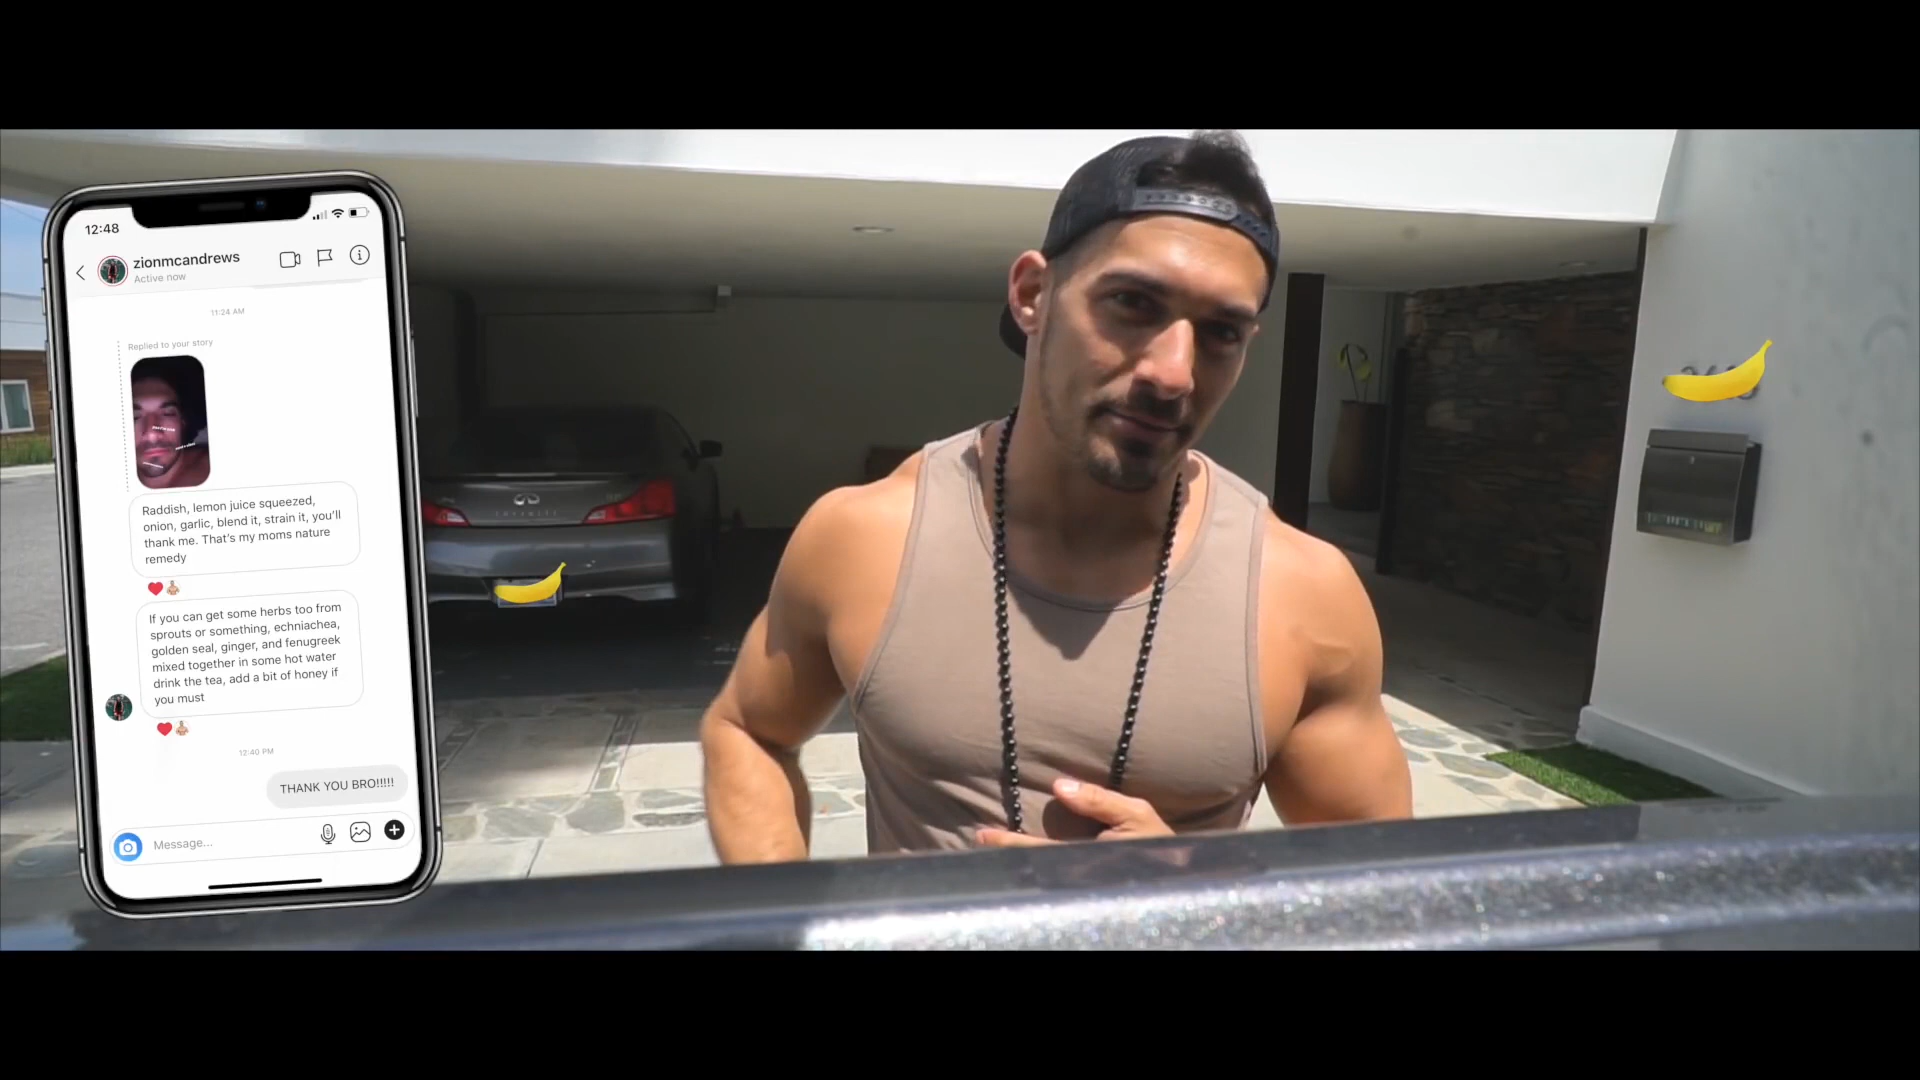 12:48
zionmcandrews
Active now
11:24 AM
Replied to your story
Raddish, lemon juice squeezed,
onion, garlic, blend it, strain it, you'll
thank me. That's my moms nature
remedy
If you can get some herbs too from
sprouts or something, echniachea,
golden seal, ginger, and fenugreek
mixed together in some hot water
drink the tea, add a bit of honey if
you must
12:40 PM
THANK YOU BRO!!!!!
Message...
INFINITI